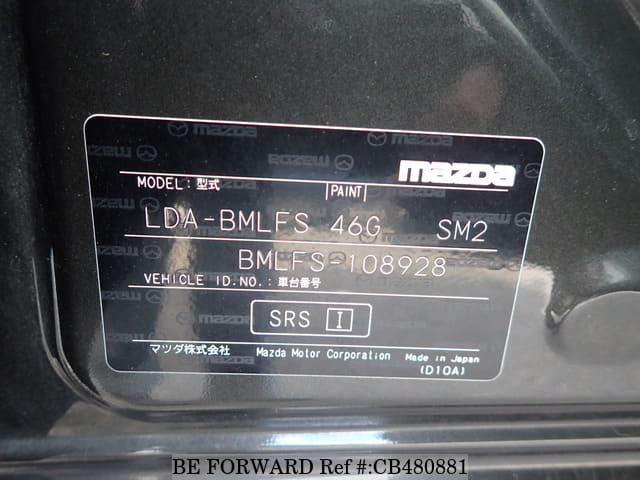 mazda
MODEL:型式 PAINT
LDA-BMLFS 46G SM2
BMLFS-108928
VEHICLE ID.NO.:車台番号
SRS I
マツダ株式会社 Mazda Motor Corporation Made in Japan
(D10A)
BE FORWARD Ref #:CB480881